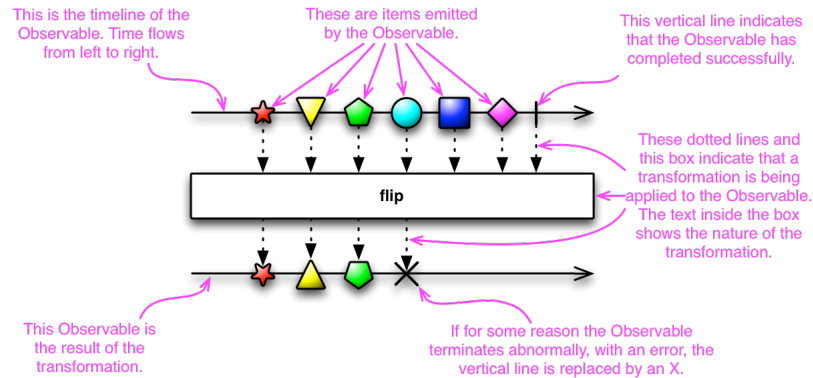 This is the timeline of the
Observable. Time flows
from left to right.
These are items emitted
by the Observable.
This vertical line indicates
that the Observable has
completed successfully.
These dotted lines and
this box indicate that a
transformation is being
applied to the Observable.
The text inside the box
shows the nature of the
transformation.
flip
This Observable is
the result of the
transformation.
If for some reason the Observable
terminates abnormally, with an error, the
vertical line is replaced by an X.